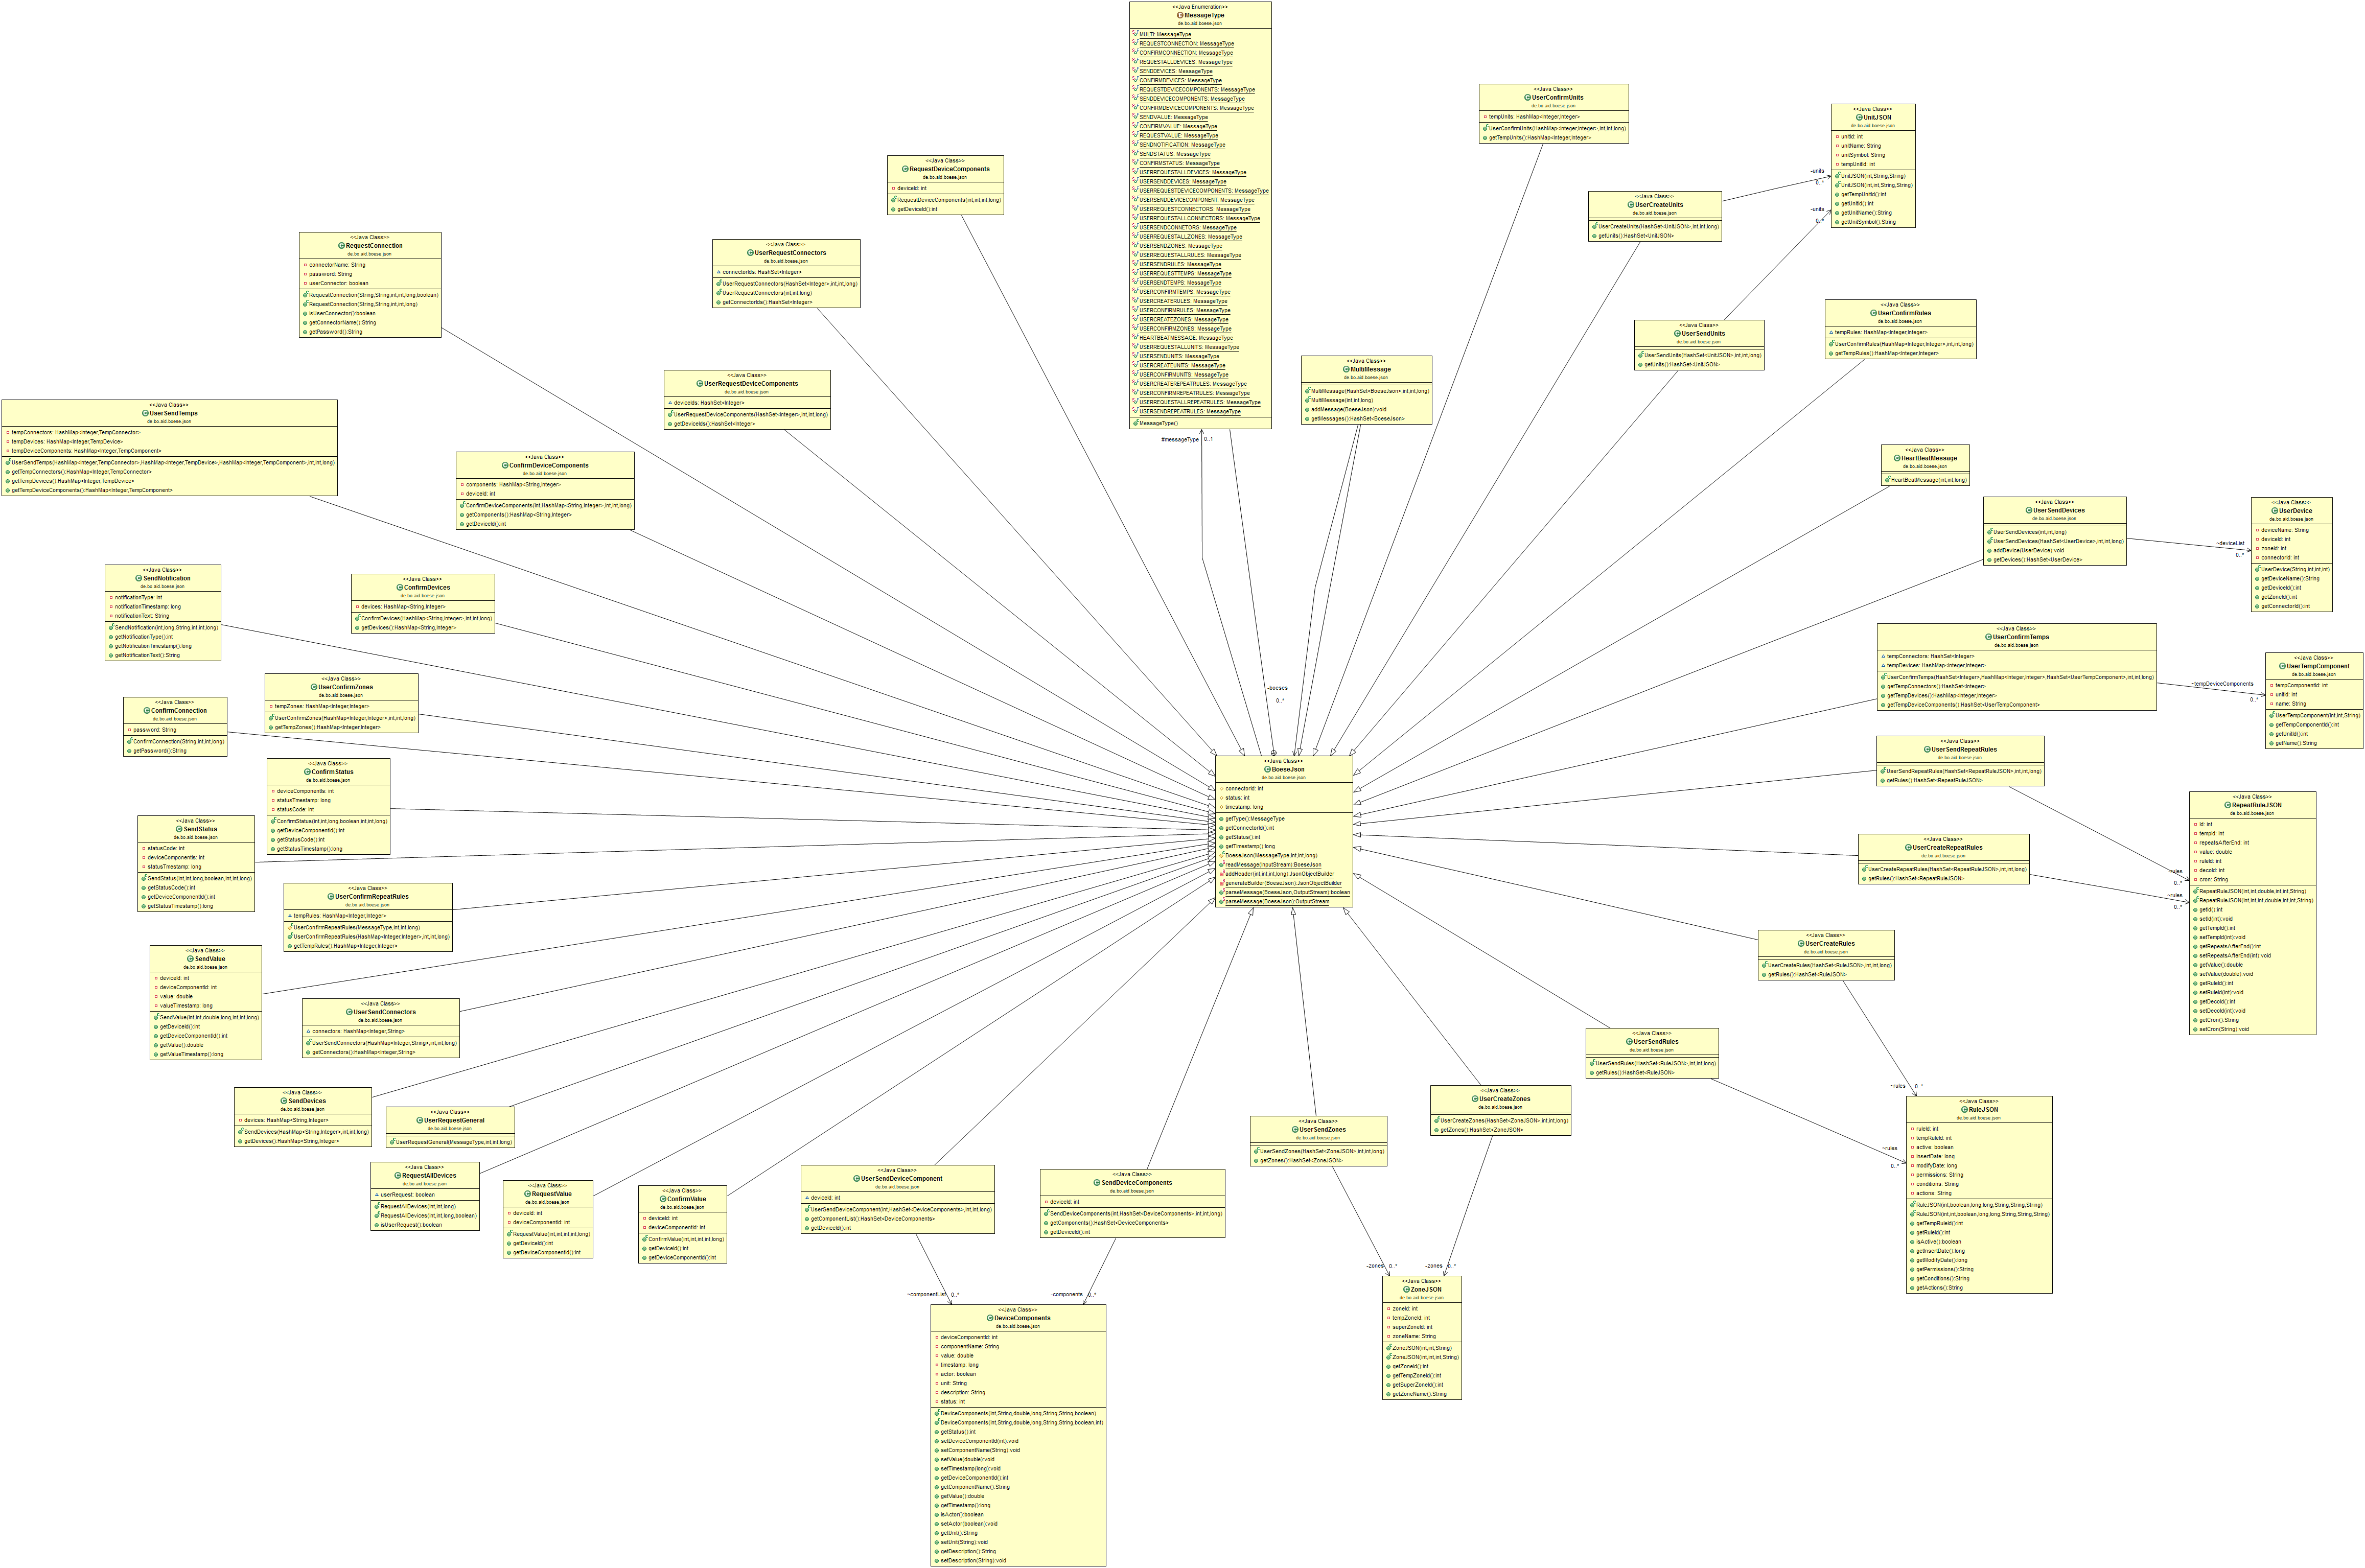 <<Java Enumeration>>
MessageType
de.bo.aid.boese.json
MULTI: MessageType
REQUESTCONNECTION: MessageType
CONFIRMCONNECTION: MessageType
REQUESTALLDEVICES: MessageType
SENDDEVICES: MessageType
CONFIRMDEVICES: MessageType
REQUESTDEVICECOMPONENTS: MessageType
SENDDEVICECOMPONENTS: MessageType
CONFIRMDEVICECOMPONENTS: MessageType
SENDVALUE: MessageType
CONFIRMVALUE: MessageType
REQUESTVALUE: MessageType
SENDNOTIFICATION: MessageType
SENDSTATUS: MessageType
CONFIRMSTATUS: MessageType
USERREQUESTALLDEVICES: MessageType
USERSENDDEVICES: MessageType
USERREQUESTDEVICECOMPONENTS: MessageType
USERSENDDEVICECOMPONENT: MessageType
USERREQUESTCONNECTORS: MessageType
USERREQUESTALLCONNECTORS: MessageType
USERSENDCONNETORS: MessageType
USERREQUESTALLZONES: MessageType
USERSENDZONES: MessageType
USERREQUESTALLRULES: MessageType
USERSENDRULES: MessageType
USERREQUESTTEMPS: MessageType
USERSENDTEMPS: MessageType
USERCONFIRMTEMPS: MessageType
USERCREATERULES: MessageType
USERCONFIRMRULES: MessageType
USERCREATEZONES: MessageType
USERCONFIRMZONES: MessageType
HEARTBEATMESSAGE: MessageType
USERREQUESTALLUNITS: MessageType
USERSENDUNITS: MessageType
USERCREATEUNITS: MessageType
USERCONFIRMUNITS: MessageType
USERCREATEREPEATRULES: MessageType
USERCONFIRMREPEATRULES: MessageType
USERREQUESTALLREPEATRULES: MessageType
USERSENDREPEATRULES: MessageType
MessageType()
#messageType 0..1
<<Java Class>>
UserConfirmUnits
de.bo.aid.boese.json
tempUnits: HashMap<Integer,Integer>
UserConfirmUnits(HashMap<Integer,Integer>,int,int,long)
getTempUnits():HashMap<Integer,Integer>
<<Java Class>>
UnitJSON
de.bo.aid.boese.json
unitId: int
unitName: String
unitSymbol: String
tempUnitId: int
UnitJSON(int,String,String)
UnitJSON(int,int,String,String)
getTempUnitId():int
getUnitId():int
getUnitName():String
getUnitSymbol():String
<<Java Class>>
RequestDeviceComponents
de.bo.aid.boese.json
deviceId: int
RequestDeviceComponents(int,int,int,long)
getDeviceId():int
<<Java Class>>
UserCreateUnits
de.bo.aid.boese.json
UserCreateUnits(HashSet<UnitJSON>,int,int,long)
getUnits():HashSet<UnitJSON>
-units
0..*
-units
0..*
<<Java Class>>
RequestConnection
de.bo.aid.boese.json
connectorName: String
password: String
userConnector: boolean
RequestConnection(String,String,int,int,long,boolean)
RequestConnection(String,String,int,int,long)
isUserConnector():boolean
getConnectorName():String
getPassword():String
<<Java Class>>
UserRequestConnectors
de.bo.aid.boese.json
connectorIds: HashSet<Integer>
UserRequestConnectors(HashSet<Integer>,int,int,long)
UserRequestConnectors(int,int,long)
getConnectorIds():HashSet<Integer>
<<Java Class>>
UserSendUnits
de.bo.aid.boese.json
UserSendUnits(HashSet<UnitJSON>,int,int,long)
getUnits():HashSet<UnitJSON>
<<Java Class>>
UserConfirmRules
de.bo.aid.boese.json
tempRules: HashMap<Integer,Integer>
UserConfirmRules(HashMap<Integer,Integer>,int,int,long)
getTempRules():HashMap<Integer,Integer>
<<Java Class>>
MultiMessage
de.bo.aid.boese.json
MultiMessage(HashSet<BoeseJson>,int,int,long)
MultiMessage(int,int,long)
addMessage(BoeseJson):void
getMessages():HashSet<BoeseJson>
<<Java Class>>
UserRequestDeviceComponents
de.bo.aid.boese.json
deviceIds: HashSet<Integer>
UserRequestDeviceComponents(HashSet<Integer>,int,int,long)
getDeviceIds():HashSet<Integer>
<<Java Class>>
UserSendTemps
de.bo.aid.boese.json
tempConnectors: HashMap<Integer,TempConnector>
tempDevices: HashMap<Integer,TempDevice>
tempDeviceComponents: HashMap<Integer,TempComponent>
UserSendTemps(HashMap<Integer,TempConnector>,HashMap<Integer,TempDevice>,HashMap<Integer,TempComponent>,int,int,long)
getTempConnectors():HashMap<Integer,TempConnector>
getTempDevices():HashMap<Integer,TempDevice>
getTempDeviceComponents():HashMap<Integer,TempComponent>
<<Java Class>>
ConfirmDeviceComponents
de.bo.aid.boese.json
components: HashMap<String,Integer>
deviceId: int
ConfirmDeviceComponents(int,HashMap<String,Integer>,int,int,long)
getComponents():HashMap<String,Integer>
getDeviceId():int
<<Java Class>>
HeartBeatMessage
de.bo.aid.boese.json
HeartBeatMessage(int,int,long)
<<Java Class>>
UserSendDevices
de.bo.aid.boese.json
UserSendDevices(int,int,long)
UserSendDevices(HashSet<UserDevice>,int,int,long)
addDevice(UserDevice):void
getDevices():HashSet<UserDevice>
~deviceList
0..*
<<Java Class>>
UserDevice
de.bo.aid.boese.json
deviceName: String
deviceId: int
zoneId: int
connectorId: int
UserDevice(String,int,int,int)
getDeviceName():String
getDeviceId():int
getZoneId():int
getConnectorId():int
<<Java Class>>
SendNotification
de.bo.aid.boese.json
notificationType: int
notificationTimestamp: long
notificationText: String
SendNotification(int,long,String,int,int,long)
getNotificationType():int
getNotificationTimestamp():long
getNotificationText():String
<<Java Class>>
ConfirmDevices
de.bo.aid.boese.json
devices: HashMap<String,Integer>
ConfirmDevices(HashMap<String,Integer>,int,int,long)
getDevices():HashMap<String,Integer>
<<Java Class>>
UserConfirmTemps
de.bo.aid.boese.json
tempConnectors: HashSet<Integer>
tempDevices: HashMap<Integer,Integer>
UserConfirmTemps(HashSet<Integer>,HashMap<Integer,Integer>,HashSet<UserTempComponent>,int,int,long)
getTempConnectors():HashSet<Integer>
getTempDevices():HashMap<Integer,Integer>
getTempDeviceComponents():HashSet<UserTempComponent>
~tempDeviceComponents
0..*
<<Java Class>>
UserTempComponent
de.bo.aid.boese.json
tempComponentId: int
unitId: int
name: String
UserTempComponent(int,int,String)
getTempComponentId():int
getUnitId():int
getName():String
<<Java Class>>
UserConfirmZones
de.bo.aid.boese.json
tempZones: HashMap<Integer,Integer>
UserConfirmZones(HashMap<Integer,Integer>,int,int,long)
getTempZones():HashMap<Integer,Integer>
<<Java Class>>
ConfirmConnection
de.bo.aid.boese.json
password: String
ConfirmConnection(String,int,int,long)
getPassword():String
-boeses
0..*
<<Java Class>>
BoeseJson
de.bo.aid.boese.json
connectorId: int
status: int
timestamp: long
getType():MessageType
getConnectorId():int
getStatus():int
getTimestamp():long
BoeseJson(MessageType,int,int,long)
readMessage(InputStream):BoeseJson
addHeader(int,int,int,long):JsonObjectBuilder
generateBuilder(BoeseJson):JsonObjectBuilder
parseMessage(BoeseJson,OutputStream):boolean
parseMessage(BoeseJson):OutputStream
<<Java Class>>
UserSendRepeatRules
de.bo.aid.boese.json
UserSendRepeatRules(HashSet<RepeatRuleJSON>,int,int,long)
getRules():HashSet<RepeatRuleJSON>
<<Java Class>>
ConfirmStatus
de.bo.aid.boese.json
deviceComponentIs: int
statusTmestamp: long
statusCode: int
ConfirmStatus(int,int,long,boolean,int,int,long)
getDeviceComponentId():int
getStatusCode():int
getStatusTimestamp():long
<<Java Class>>
RepeatRuleJSON
de.bo.aid.boese.json
id: int
tempId: int
repeatsAfterEnd: int
value: double
ruleId: int
decoId: int
cron: String
RepeatRuleJSON(int,int,double,int,int,String)
RepeatRuleJSON(int,int,int,double,int,int,String)
getId():int
setId(int):void
getTempId():int
setTempId(int):void
getRepeatsAfterEnd():int
setRepeatsAfterEnd(int):void
getValue():double
setValue(double):void
getRuleId():int
setRuleId(int):void
getDecoId():int
setDecoId(int):void
getCron():String
setCron(String):void
<<Java Class>>
SendStatus
de.bo.aid.boese.json
statusCode: int
deviceComponentIs: int
statusTmestamp: long
SendStatus(int,int,long,boolean,int,int,long)
getStatusCode():int
getDeviceComponentId():int
getStatusTimestamp():long
<<Java Class>>
UserCreateRepeatRules
de.bo.aid.boese.json
UserCreateRepeatRules(HashSet<RepeatRuleJSON>,int,int,long)
getRules():HashSet<RepeatRuleJSON>
0..*
~rules
0..*
<<Java Class>>
UserConfirmRepeatRules
de.bo.aid.boese.json
tempRules: HashMap<Integer,Integer>
UserConfirmRepeatRules(MessageType,int,int,long)
UserConfirmRepeatRules(HashMap<Integer,Integer>,int,int,long)
getTempRules():HashMap<Integer,Integer>
<<Java Class>>
UserCreateRules
de.bo.aid.boese.json
UserCreateRules(HashSet<RuleJSON>,int,int,long)
getRules():HashSet<RuleJSON>
<<Java Class>>
SendValue
de.bo.aid.boese.json
deviceId: int
deviceComponentId: int
value: double
valueTimestamp: long
SendValue(int,int,double,long,int,int,long)
getDeviceId():int
getDeviceComponentId():int
getValue():double
getValueTimestamp():long
<<Java Class>>
UserSendConnectors
de.bo.aid.boese.json
connectors: HashMap<Integer,String>
UserSendConnectors(HashMap<Integer,String>,int,int,long)
getConnectors():HashMap<Integer,String>
<<Java Class>>
UserSendRules
de.bo.aid.boese.json
UserSendRules(HashSet<RuleJSON>,int,int,long)
getRules():HashSet<RuleJSON>
~rules 0..*
~rules
0..*
<<Java Class>>
RuleJSON
de.bo.aid.boese.json
ruleId: int
tempRuleId: int
active: boolean
insertDate: long
modifyDate: long
permissions: String
conditions: String
actions: String
RuleJSON(int,boolean,long,long,String,String,String)
RuleJSON(int,int,boolean,long,long,String,String,String)
getTempRuleId():int
getRuleId():int
isActive():boolean
getInsertDate():long
getModifyDate():long
getPermissions():String
getConditions():String
getActions():String
<<Java Class>>
SendDevices
de.bo.aid.boese.json
devices: HashMap<String,Integer>
SendDevices(HashMap<String,Integer>,int,int,long)
getDevices():HashMap<String,Integer>
<<Java Class>>
UserRequestGeneral
de.bo.aid.boese.json
UserRequestGeneral(MessageType,int,int,long)
<<Java Class>>
UserCreateZones
de.bo.aid.boese.json
UserCreateZones(HashSet<ZoneJSON>,int,int,long)
getZones():HashSet<ZoneJSON>
<<Java Class>>
UserSendZones
de.bo.aid.boese.json
UserSendZones(HashSet<ZoneJSON>,int,int,long)
getZones():HashSet<ZoneJSON>
<<Java Class>>
RequestAllDevices
de.bo.aid.boese.json
userRequest: boolean
RequestAllDevices(int,int,long)
RequestAllDevices(int,int,long,boolean)
isUserRequest():boolean
<<Java Class>>
RequestValue
de.bo.aid.boese.json
deviceId: int
deviceComponentId: int
RequestValue(int,int,int,int,long)
getDeviceId():int
getDeviceComponentId():int
<<Java Class>>
ConfirmValue
de.bo.aid.boese.json
deviceId: int
deviceComponentId: int
ConfirmValue(int,int,int,int,long)
getDeviceId():int
getDeviceComponentId():int
<<Java Class>>
UserSendDeviceComponent
de.bo.aid.boese.json
deviceId: int
UserSendDeviceComponent(int,HashSet<DeviceComponents>,int,int,long)
getComponentList():HashSet<DeviceComponents>
getDeviceId():int
<<Java Class>>
SendDeviceComponents
de.bo.aid.boese.json
deviceId: int
SendDeviceComponents(int,HashSet<DeviceComponents>,int,int,long)
getComponents():HashSet<DeviceComponents>
getDeviceId():int
-zones 0..*
-zones 0..*
<<Java Class>>
ZoneJSON
de.bo.aid.boese.json
zoneId: int
tempZoneId: int
superZoneId: int
zoneName: String
ZoneJSON(int,int,String)
ZoneJSON(int,int,int,String)
getZoneId():int
getTempZoneId():int
getSuperZoneId():int
getZoneName():String
~componentList 0..*
-components 0..*
<<Java Class>>
DeviceComponents
de.bo.aid.boese.json
deviceComponentId: int
componentName: String
value: double
timestamp: long
actor: boolean
unit: String
description: String
status: int
DeviceComponents(int,String,double,long,String,String,boolean)
DeviceComponents(int,String,double,long,String,String,boolean,int)
getStatus():int
setDeviceComponentId(int):void
setComponentName(String):void
setValue(double):void
setTimestamp(long):void
getDeviceComponentId():int
getComponentName():String
getValue():double
getTimestamp():long
isActor():boolean
setActor(boolean):void
getUnit():String
setUnit(String):void
getDescription():String
setDescription(String):void